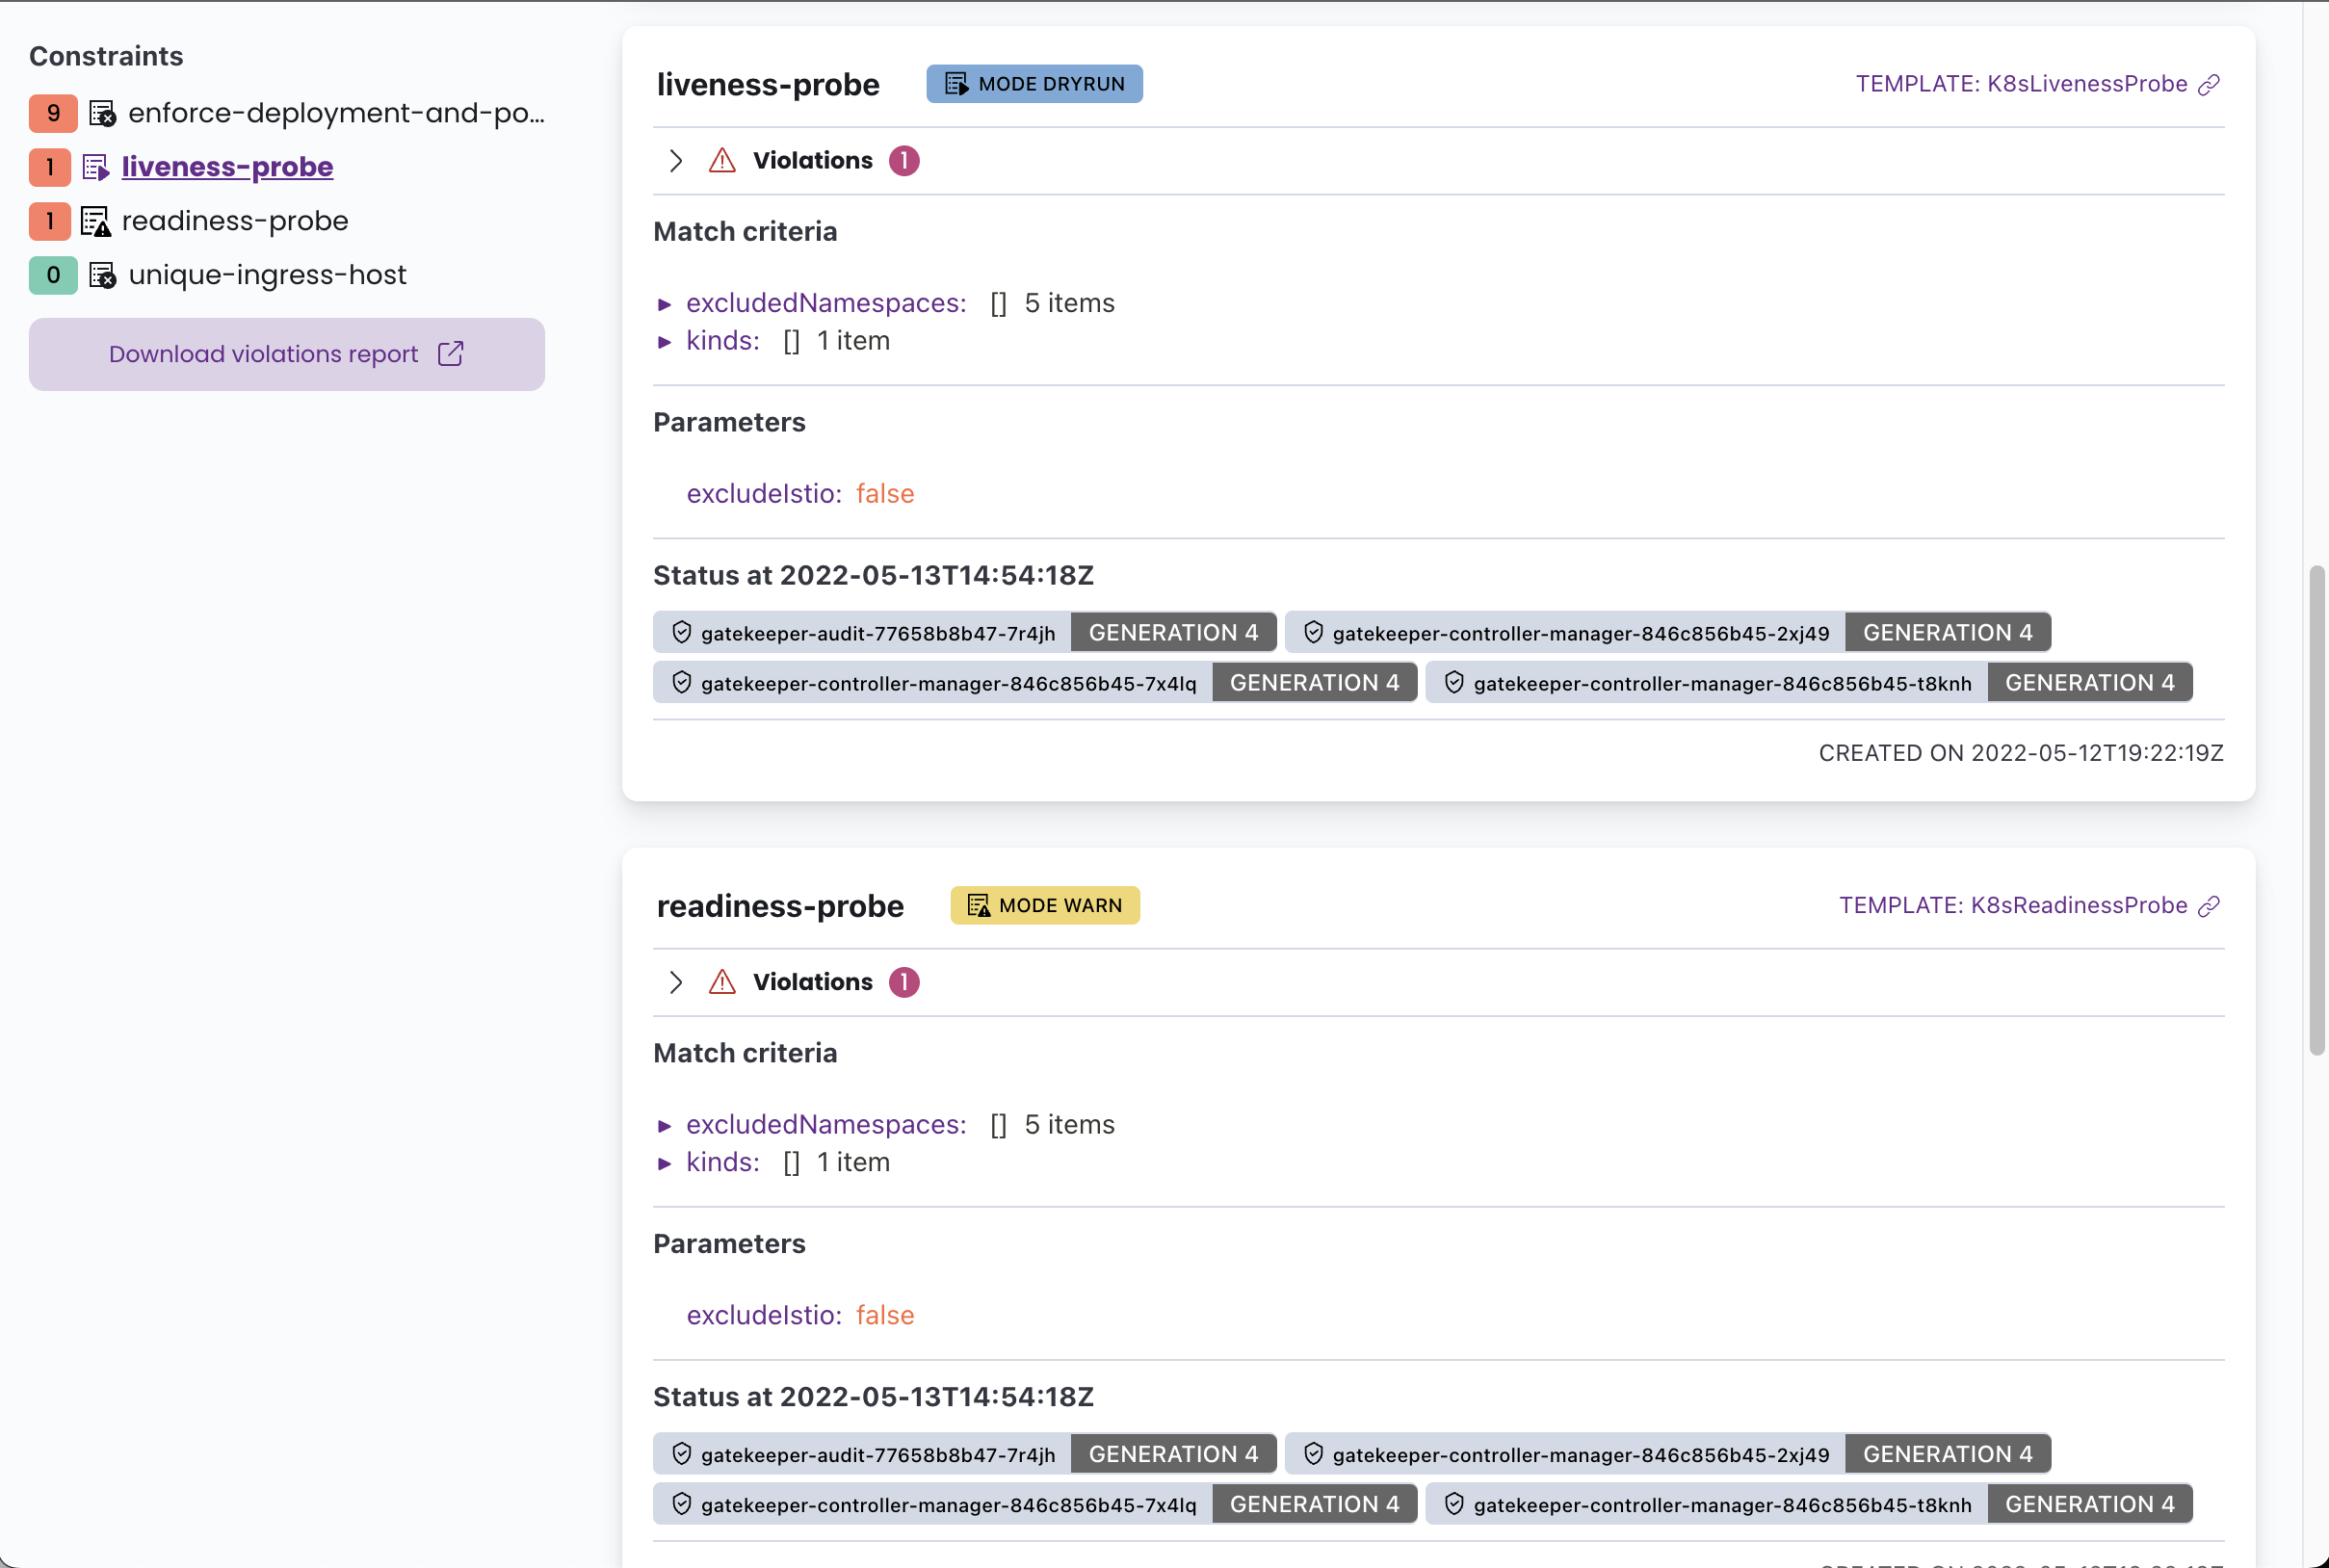 Constraints
9 enforce-deployment-and-po...
1 liveness-probe
1 readiness-probe
0 unique-ingress-host
Download violations report
liveness-probe MODE DRYRUN TEMPLATE: K8sLivenessProbe
Violations 1
Match criteria
excludedNamespaces: [] 5 items
kinds: [] 1 item
Parameters
excludeIstio: false
Status at 2022-05-13T14:54:18Z
gatekeeper-audit-77658b8b47-7r4jh GENERATION 4 gatekeeper-controller-manager-846c856b45-2xj49 GENERATION 4
gatekeeper-controller-manager-846c856b45-7x4lq GENERATION 4 gatekeeper-controller-manager-846c856b45-t8knh GENERATION 4
CREATED ON 2022-05-12T19:22:19Z
readiness-probe MODE WARN TEMPLATE: K8sReadinessProbe
Violations 1
Match criteria
excludedNamespaces: [] 5 items
kinds: [] 1 item
Parameters
excludeIstio: false
Status at 2022-05-13T14:54:18Z
gatekeeper-audit-77658b8b47-7r4jh GENERATION 4 gatekeeper-controller-manager-846c856b45-2xj49 GENERATION 4
gatekeeper-controller-manager-846c856b45-7x4lq GENERATION 4 gatekeeper-controller-manager-846c856b45-t8knh GENERATION 4
CREATED ON